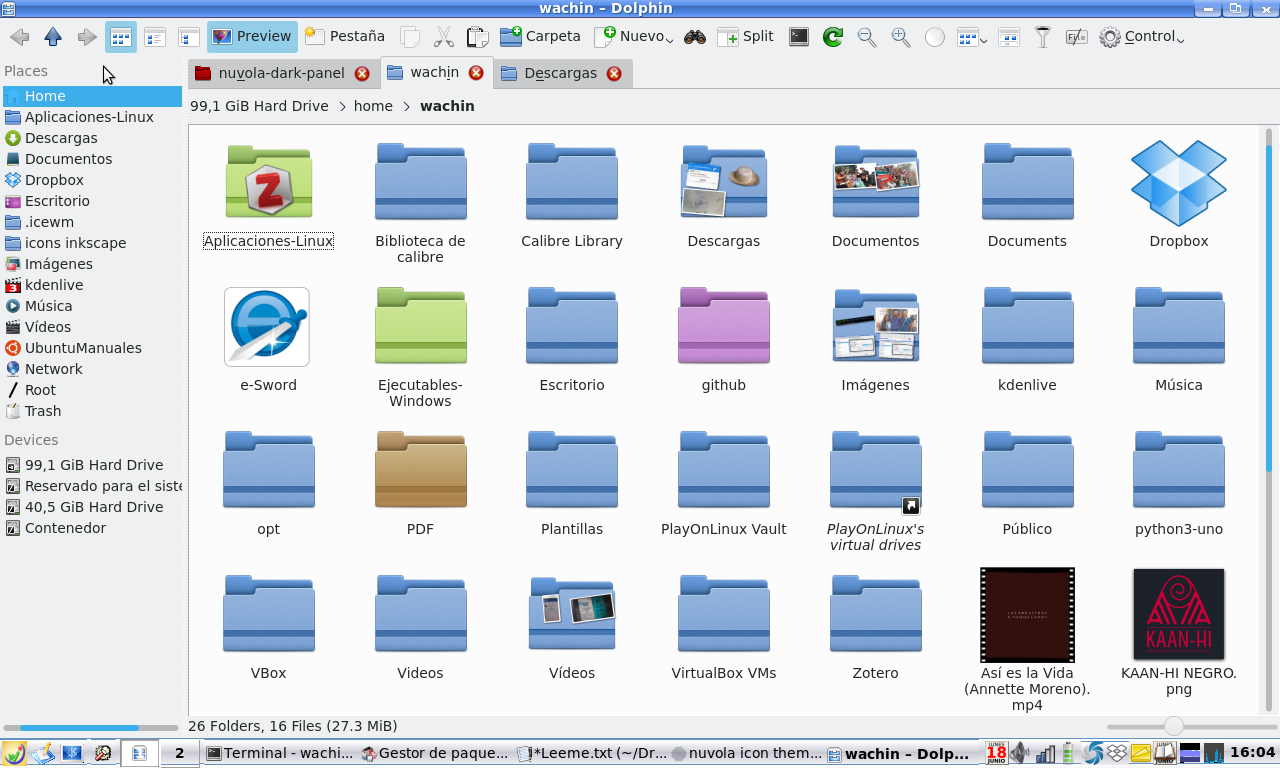 wachin – Dolphin
Preview
Pestaña
Carpeta
Nuevo
Split
Control
Places
Home
Aplicaciones-Linux
Descargas
Documentos
Dropbox
Escritorio
.icewm
icons inkscape
Imágenes
kdenlive
Música
Vídeos
UbuntuManuales
Network
Root
Trash
Devices
99,1 GiB Hard Drive
Reservado para el siste
40,5 GiB Hard Drive
Contenedor
nuvola-dark-panel
wachin
Descargas
99,1 GiB Hard Drive > home > wachin
Aplicaciones-Linux
Biblioteca de
calibre
Calibre Library
Descargas
Documentos
Documents
Dropbox
e-Sword
Ejecutables-
Windows
Escritorio
github
Imágenes
kdenlive
Música
opt
PDF
Plantillas
PlayOnLinux Vault
PlayOnLinux's
virtual drives
Público
python3-uno
VBox
Videos
Vídeos
VirtualBox VMs
Zotero
Así es la Vida
(Annette Moreno).
mp4
KAAN-HI
KAAN-HI NEGRO.
png
26 Folders, 16 Files (27.3 MiB)
2
Terminal - wachi...
Gestor de paque...
*Leeme.txt (~/Dr...
nuvola icon them...
wachin – Dolp...
LUNES
18
JUNIO
16:04